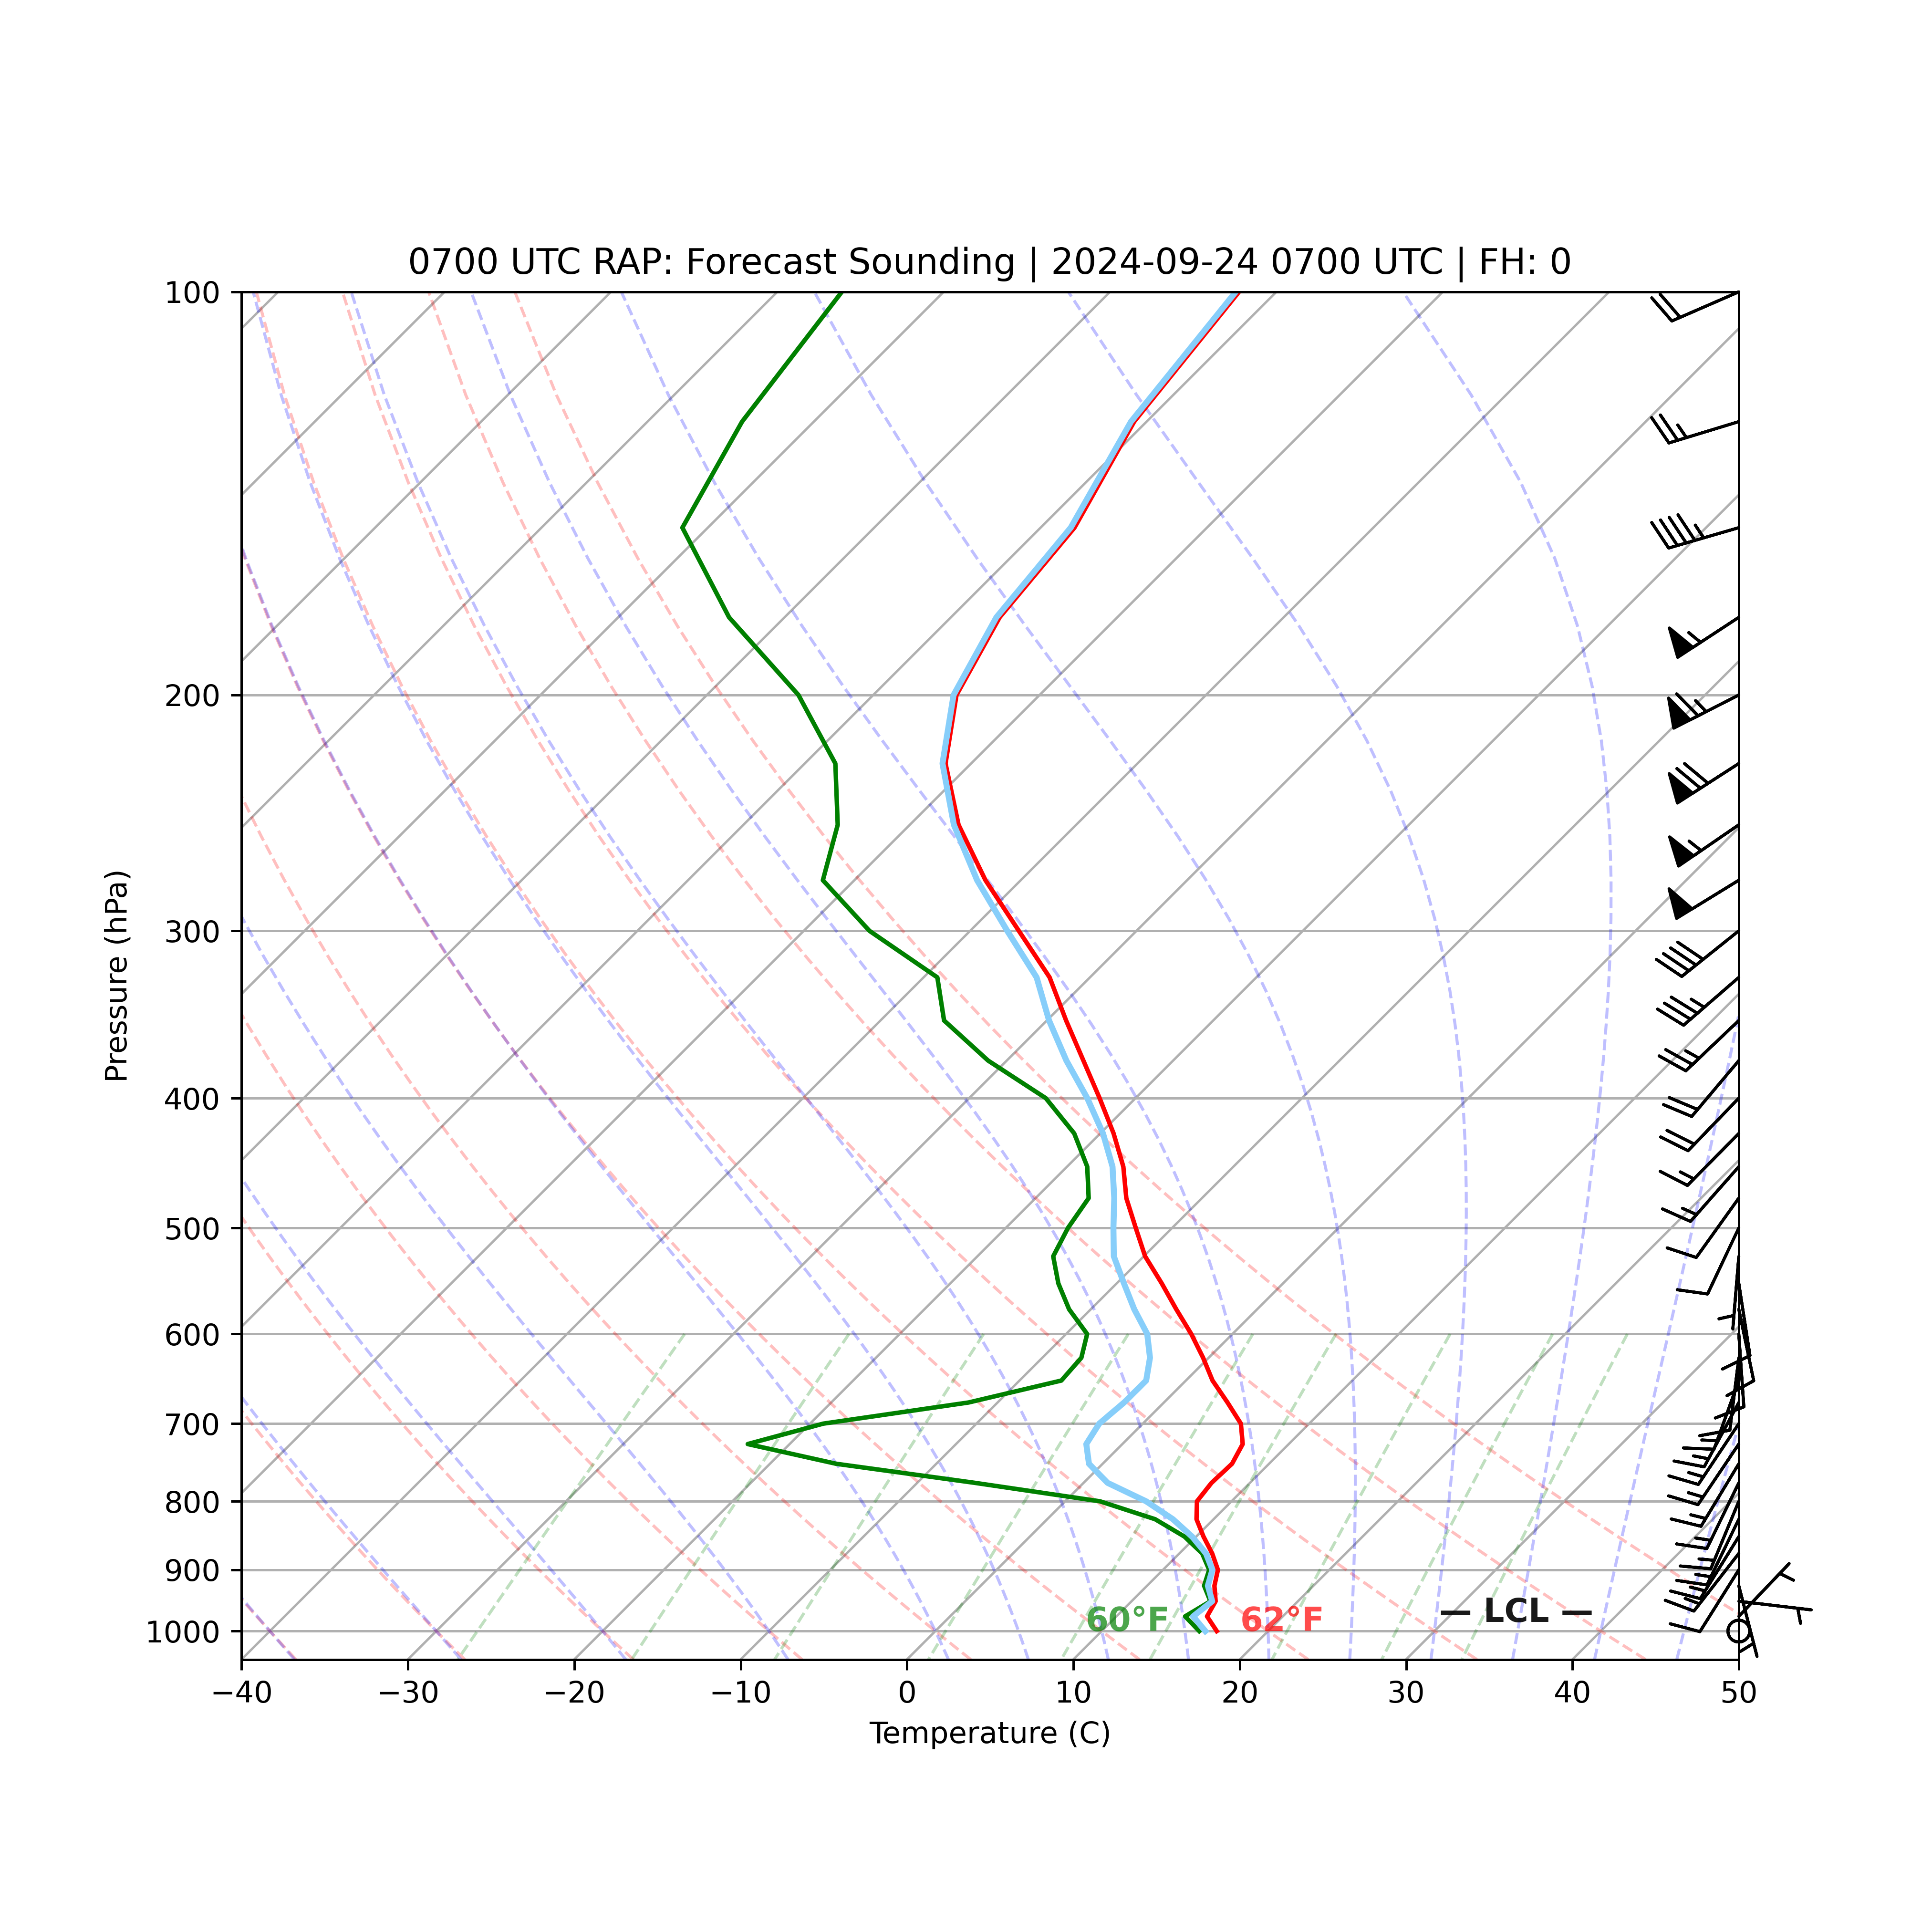 0700 UTC RAP: Forecast Sounding | 2024-09-24 0700 UTC | FH: 0
100
200
300
400
500
600
700
800
900
1000
Pressure (hPa)
60°F
62°F
— LCL —
−40 −30 −20 −10 0 10 20 30 40 50
Temperature (C)